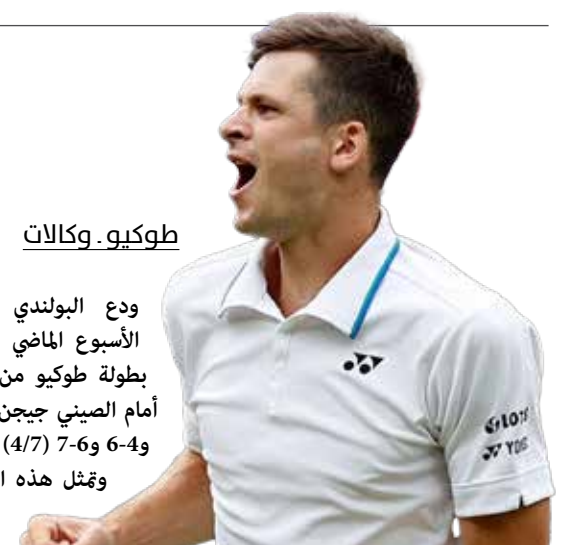 طوكيو . وكالات
ودع البولندي
الأسبوع الماضي
بطولة طوكيو من
أمام الصيني جيجن
و4-6 و6-7 (4/7)
وتمثل هذه ا
YONE